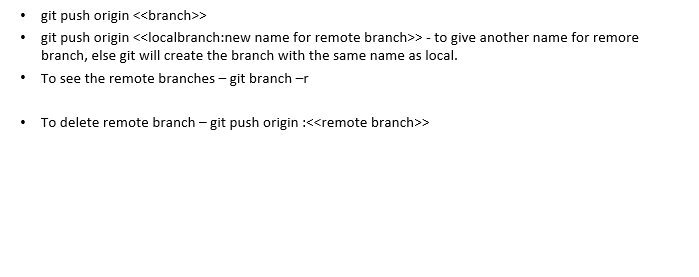 • git push origin <<branch>>
• git push origin <<localbranch:new name for remote branch>> - to give another name for remore
branch, else git will create the branch with the same name as local.
• To see the remote branches – git branch –r
• To delete remote branch – git push origin :<<remote branch>>